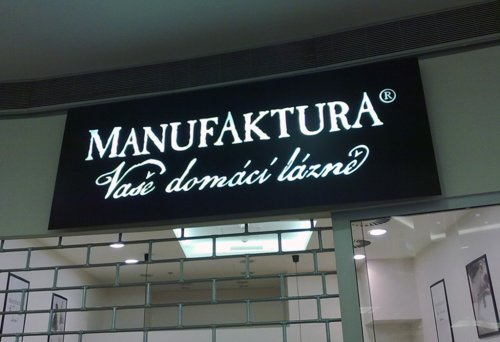 MANUFAKTURA®
Vaše domácí lázně